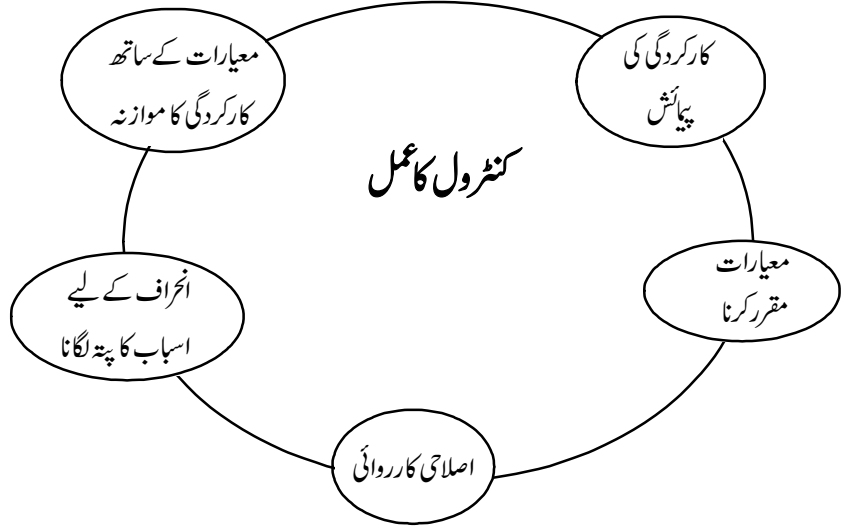 کارکردگی کی
پیمائش
معیارات کے ساتھ
کارکردگی کا موازنہ
کنٹرول کا عمل
معیارات
مقرر کرنا
انحراف کے لیے
اسباب کا پتہ لگانا
اصلاحی کارروائی